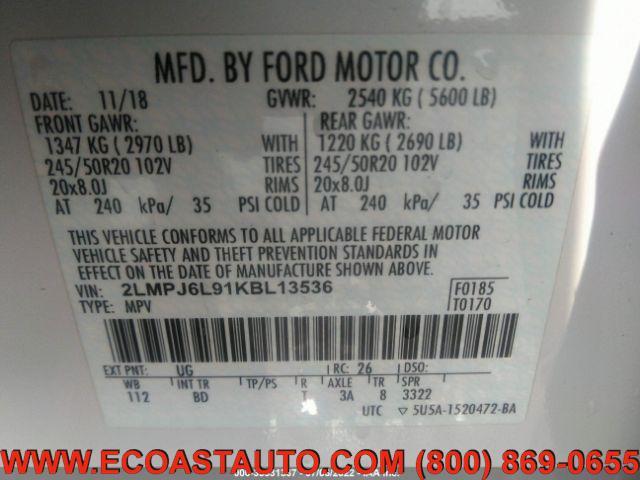 MFD. BY FORD MOTOR CO.
DATE: 11/18 GVWR: 2540 KG ( 5600 LB)
FRONT GAWR: REAR GAWR:
1347 KG ( 2970 LB) WITH 1220 KG ( 2690 LB) WITH
245/50R20 102V TIRES 245/50R20 102V TIRES
20x8.0J RIMS 20x8.0J RIMS
AT 240 kPa/ 35 PSI COLD AT 240 kPa/ 35 PSI COLD
THIS VEHICLE CONFORMS TO ALL APPLICABLE FEDERAL MOTOR
VEHICLE SAFETY AND THEFT PREVENTION STANDARDS IN
EFFECT ON THE DATE OF MANUFACTURE SHOWN ABOVE.
VIN: 2LMPJ6L91KBL13536 F0185
TYPE: MPV T0170
EXT PNT: UG RC: 26 DSO:
WB INT TR TP/PS R AXLE TR SPR
112 BD T 3A 8 3322
UTC ▽ 5U5A-1520472-BA
WWW.ECOASTAUTO.COM (800) 869-0655